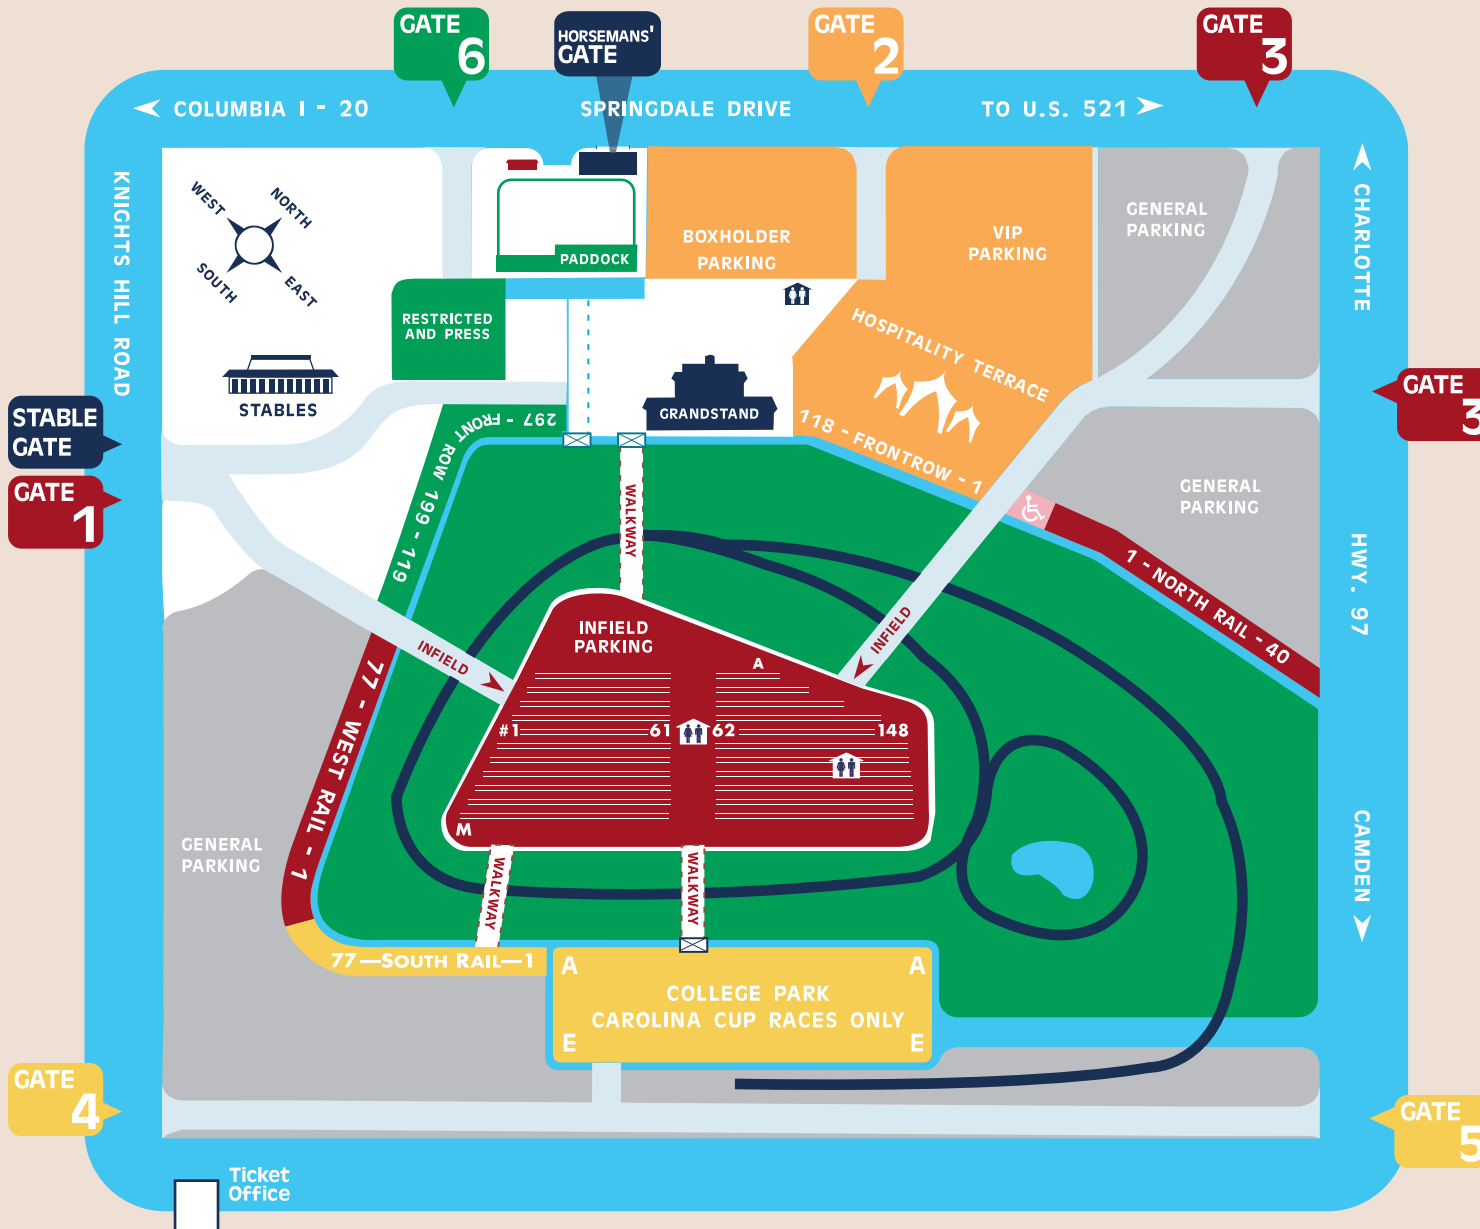 GATE
6
HORSEMANS'
GATE
GATE
2
GATE
3
COLUMBIA I - 20
SPRINGDALE DRIVE
TO U.S. 521
KNIGHTS HILL ROAD
WEST
NORTH
SOUTH
EAST
PADDOCK
BOXHOLDER
PARKING
VIP
PARKING
GENERAL
PARKING
CHARLOTTE
RESTRICTED
AND PRESS
HOSPITALITY TERRACE
STABLES
GRANDSTAND
GATE
3
STABLE
GATE
297 - FRONT ROW 199 - 119
118 - FRONTROW - 1
GATE
1
WALKWAY
GENERAL
PARKING
1 - NORTH RAIL - 40
HWY. 97
INFIELD
INFIELD
INFIELD
PARKING
A
#1
61
62
148
M
77 - WEST RAIL - 1
GENERAL
PARKING
WALKWAY
WALKWAY
CAMDEN
77—SOUTH RAIL—1
A
A
COLLEGE PARK
CAROLINA CUP RACES ONLY
E
E
GATE
4
GATE
5
Ticket
Office